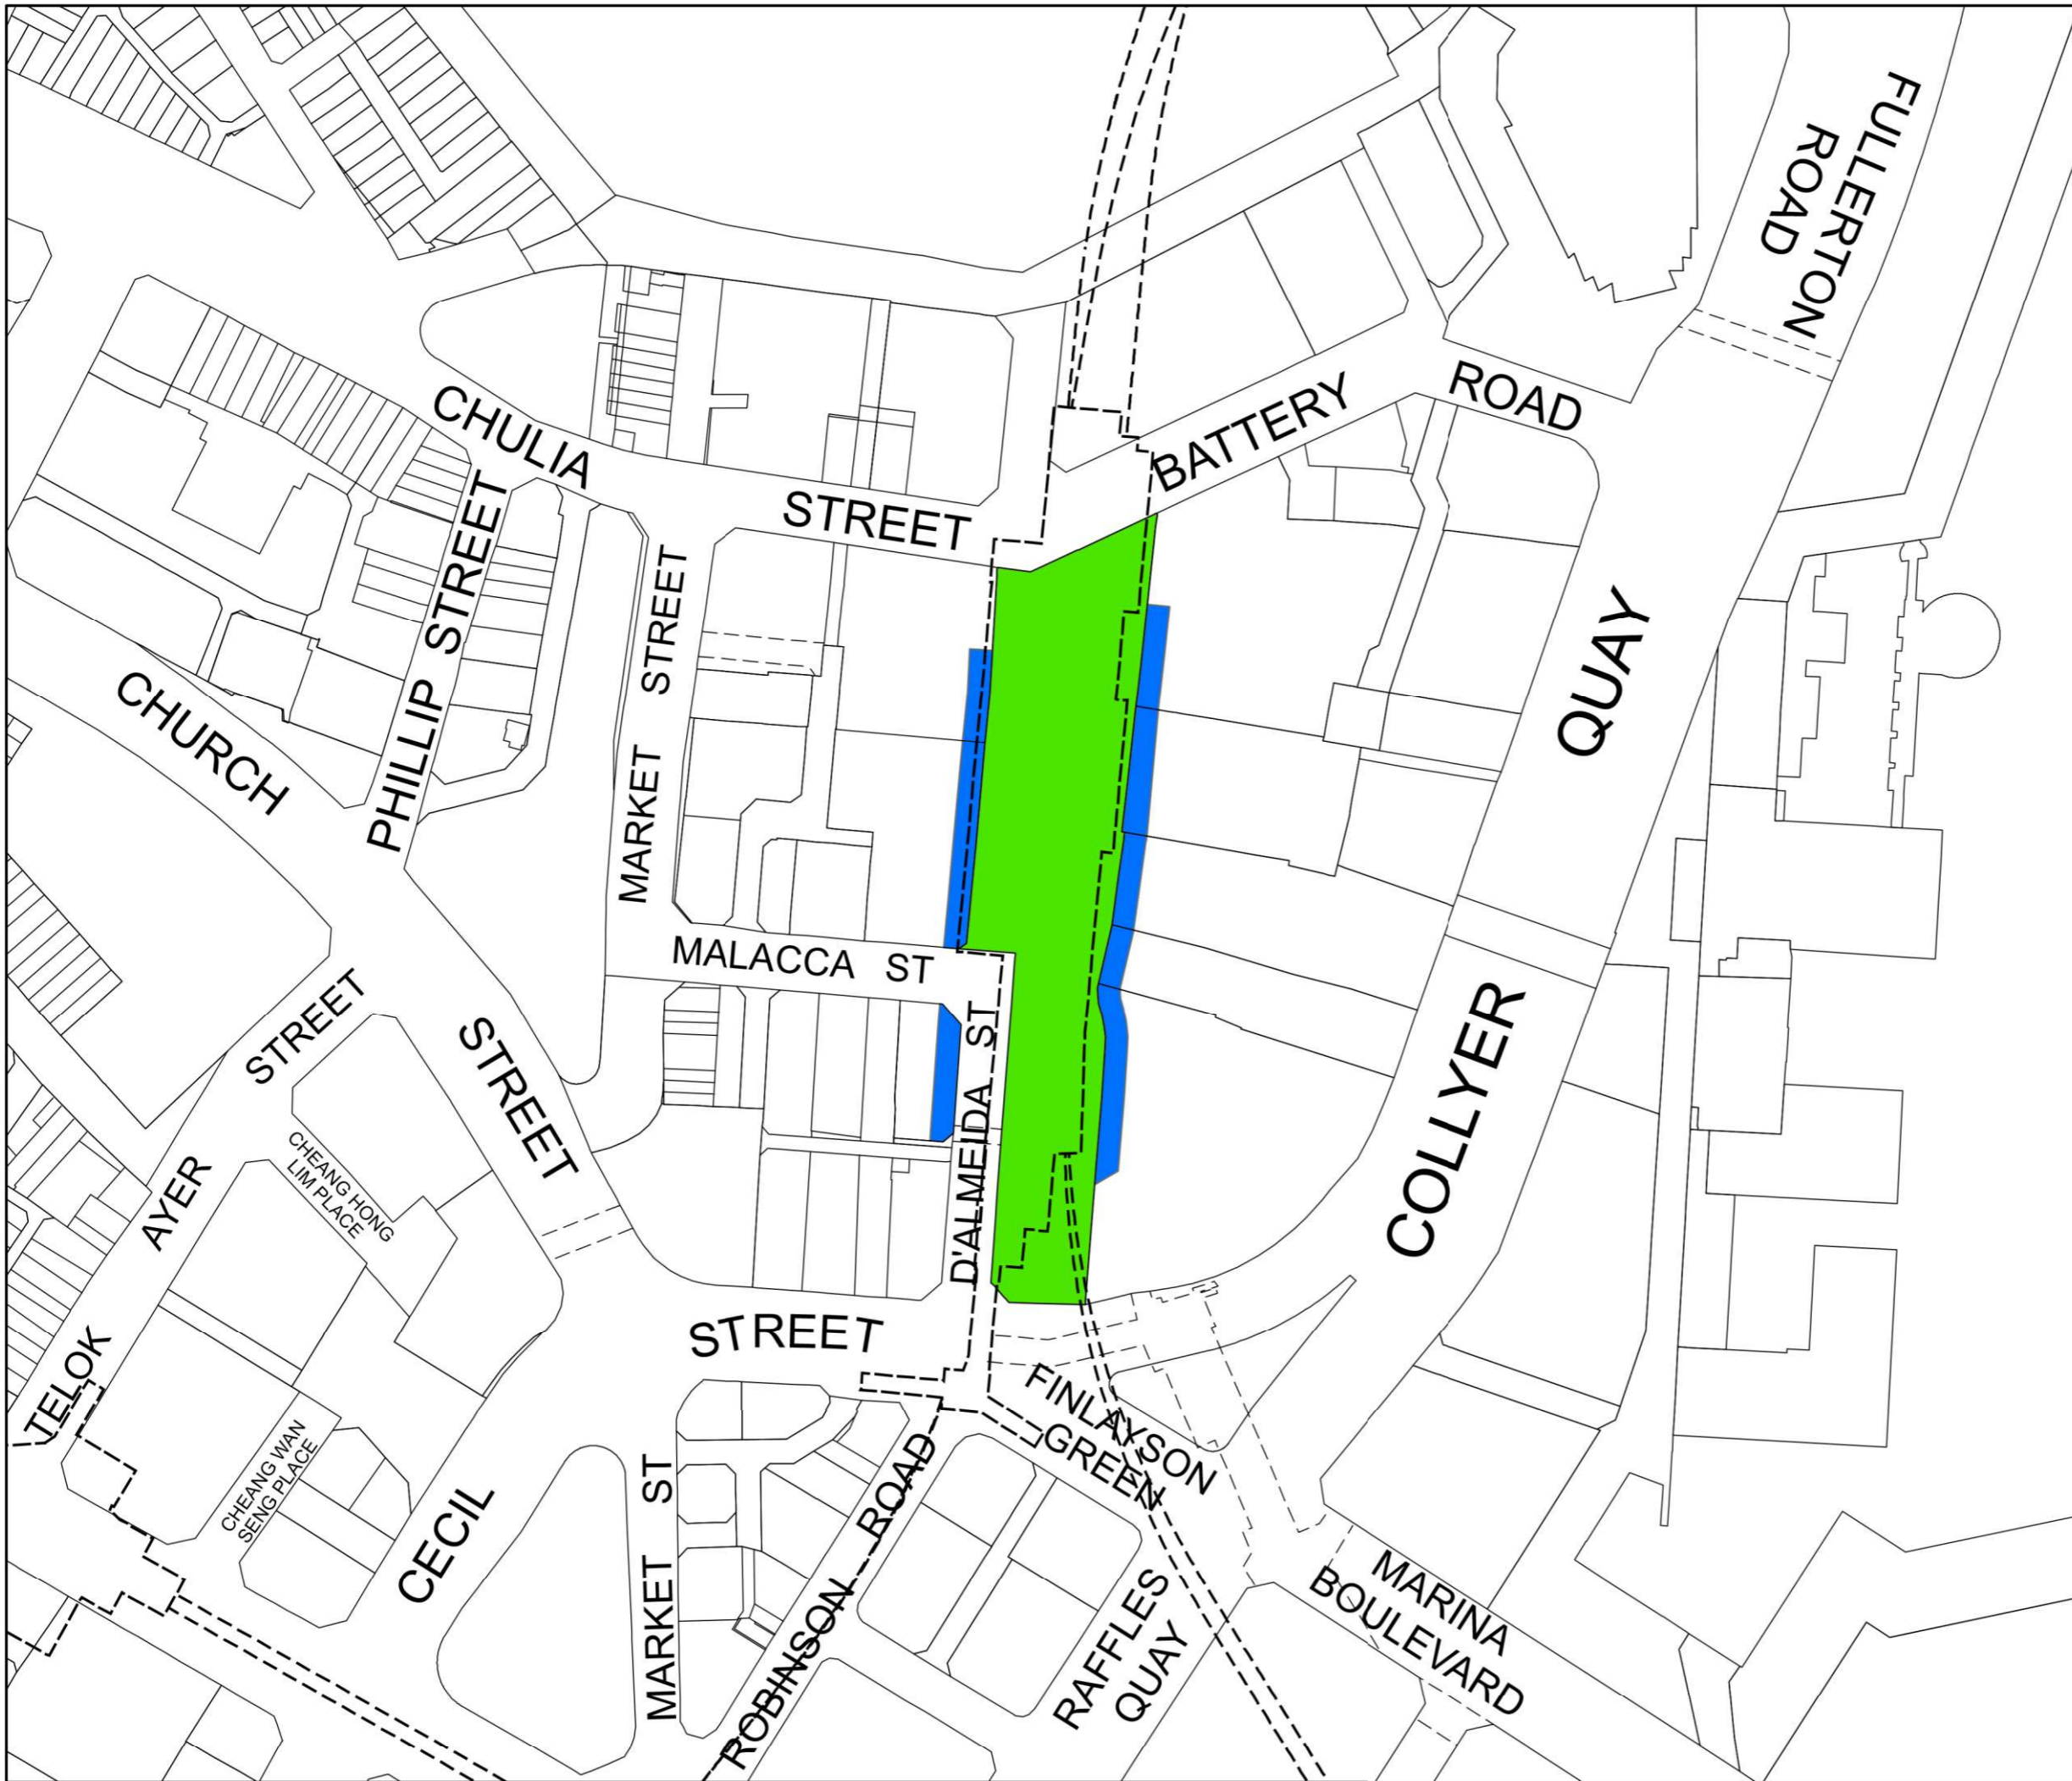 FULLERTON
ROAD
CHULIA
STREET
BATTERY
ROAD
PHILLIP STREET
MARKET STREET
CHURCH
STREET
QUAY
COLLYER
MALACCA ST
D'ALMEIDA ST
STREET
CHEANG HONG
LIM PLACE
TELOK
AYER
STREET
CHEANG WAN
SENG PLACE
CECIL
MARKET ST
MARKET
ROBINSON ROAD
FINLAYSON
GREEN
RAFFLES
QUAY
MARINA
BOULEVARD